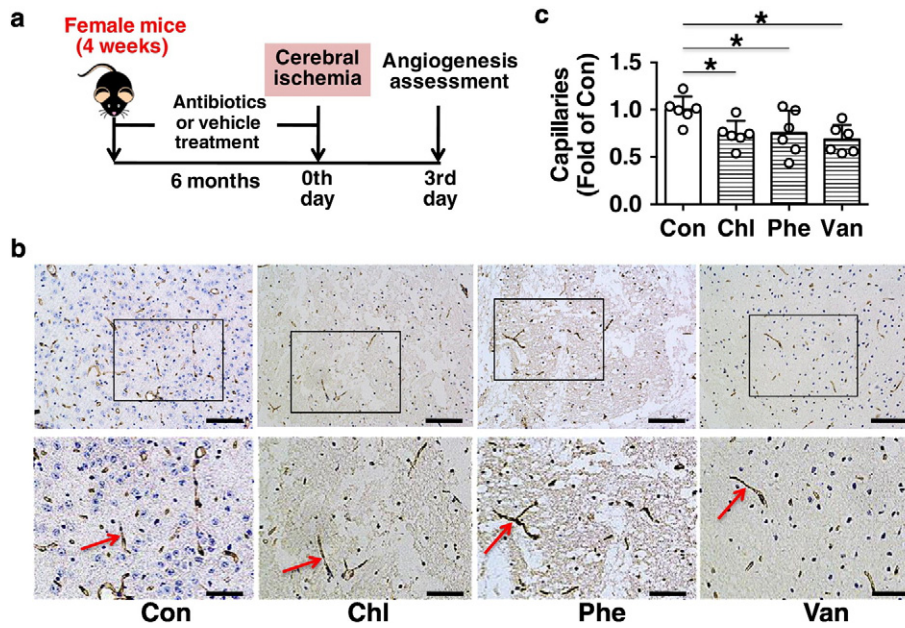 a
Female mice
(4 weeks)
Antibiotics
or vehicle
treatment
Cerebral
ischemia
Angiogenesis
assessment
6 months
0th
day
3rd
day
c
Capillaries
(Fold of Con)
1.5
1.0
0.5
0.0
*
*
*
Con Chl Phe Van
b
Con Chl Phe Van